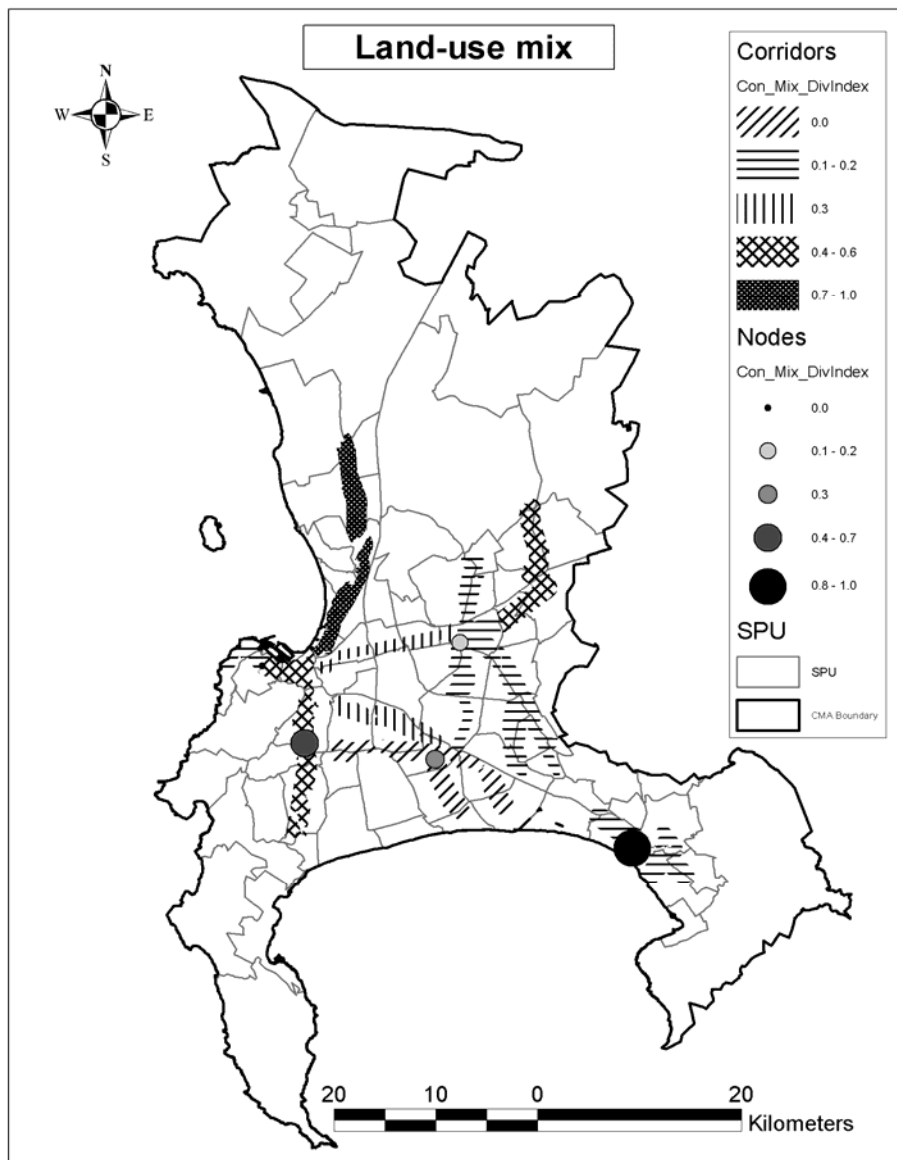 Land-use mix
N
W
E
S
Corridors
Con_Mix_DivIndex
0.0
0.1 - 0.2
0.3
0.4 - 0.6
0.7 - 1.0
Nodes
Con_Mix_DivIndex
0.0
0.1 - 0.2
0.3
0.4 - 0.7
0.8 - 1.0
SPU
SPU
CMA Boundary
20 10 0 20
Kilometers